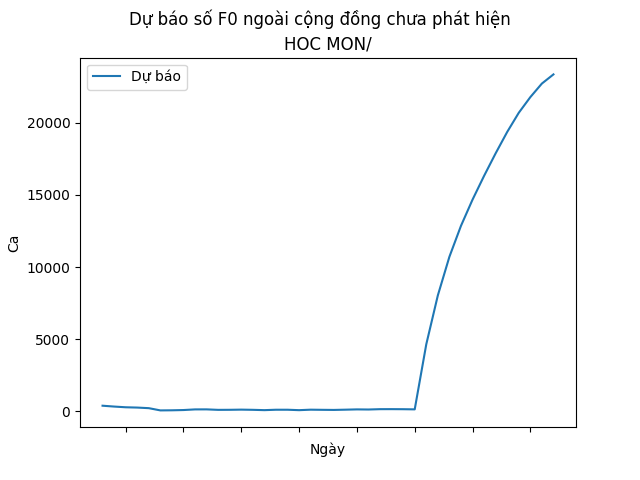 Dự báo số F0 ngoài cộng đồng chưa phát hiện
HOC MON/
Dự báo
20000
15000
10000
5000
0
Ca
Ngày